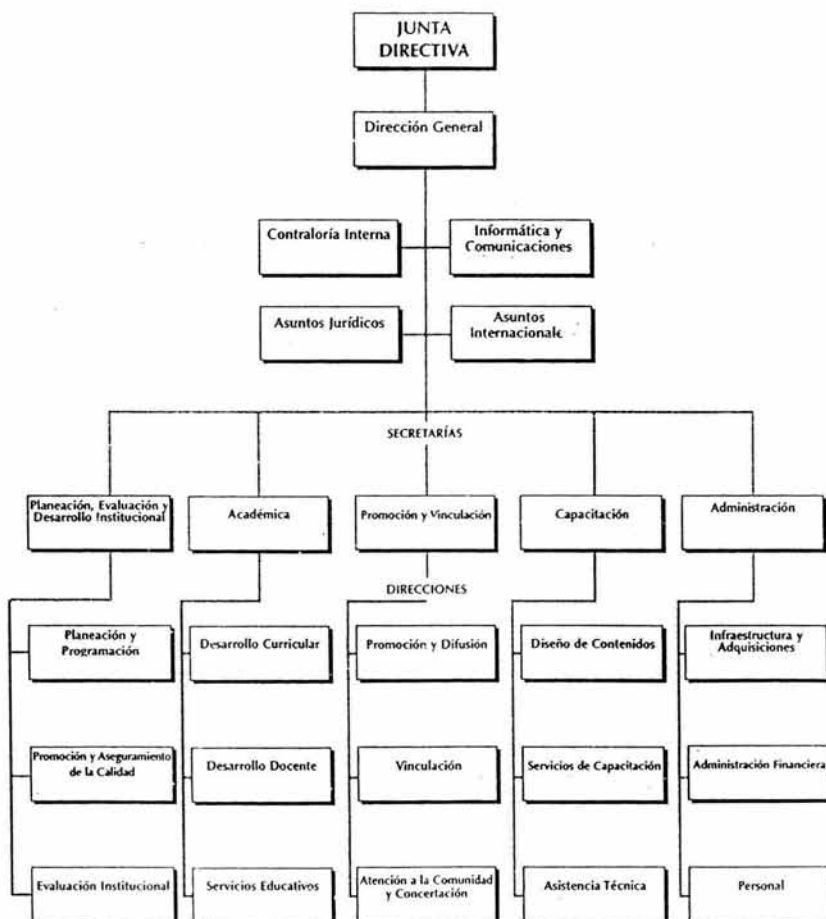 JUNTA
DIRECTIVA
Dirección General
Contraloría Interna
Informática y
Comunicaciones
Asuntos Jurídicos
Asuntos
Internacionale
SECRETARÍAS
Planeación, Evaluación y
Desarrollo Institucional
Académica
Promoción y Vinculación
Capacitación
Administración
DIRECCIONES
Planeación y
Programación
Desarrollo Curricular
Promoción y Difusión
Diseño de Contenidos
Infraestructura y
Adquisiciones
Promoción y Aseguramiento
de la Calidad
Desarrollo Docente
Vinculación
Servicios de Capacitación
Administración Financiera
Evaluación Institucional
Servicios Educativos
Atención a la Comunidad
y Concertación
Asistencia Técnica
Personal